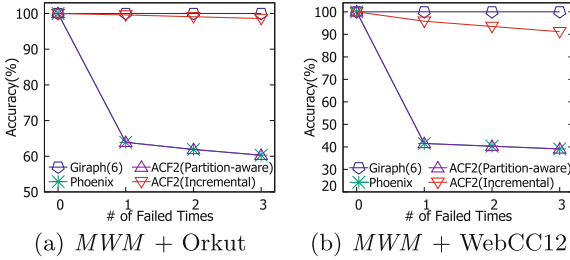 Accuracy(%)
100
90
80
70
60
50
Giraph(6)
Phoenix
ACF2(Partition-aware)
ACF2(Incremental)
0 1 2 3
# of Failed Times
(a) MWM + Orkut
Accuracy(%)
100
90
80
70
60
50
40
30
20
Giraph(6)
Phoenix
ACF2(Partition-aware)
ACF2(Incremental)
0 1 2 3
# of Failed Times
(b) MWM + WebCC12